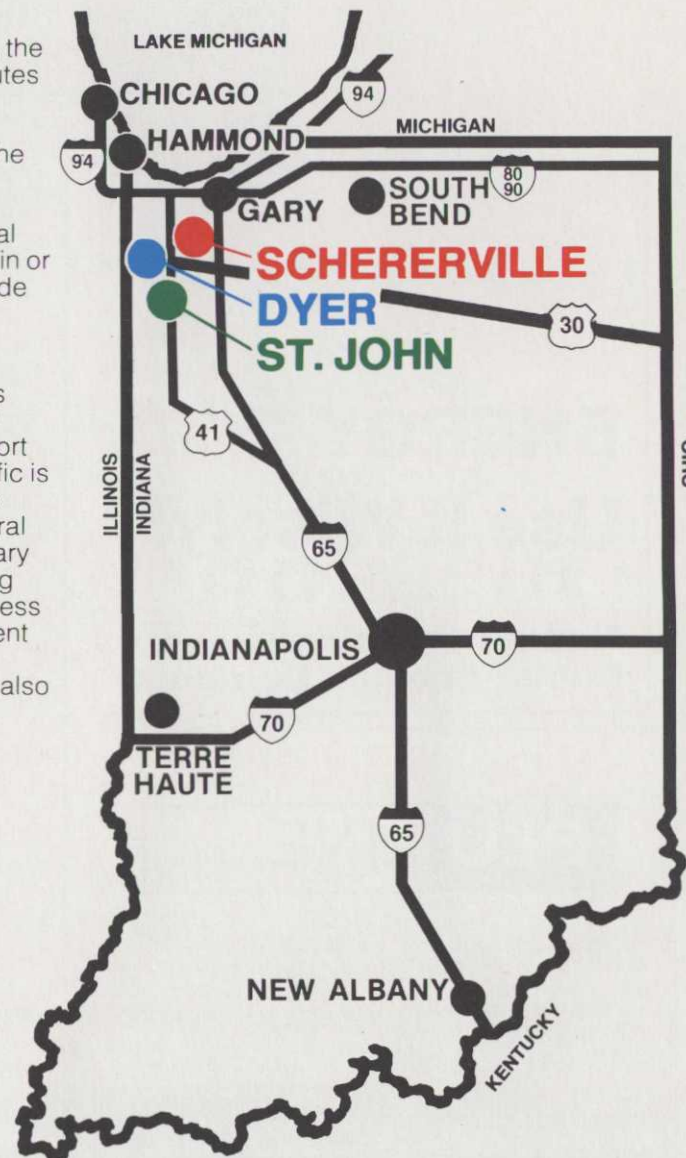 the
utes
ne
al
in or
de
s
ort
fic is
ral
ary
g
ess
ent
also
LAKE MICHIGAN
94
CHICAGO
MICHIGAN
HAMMOND
94
80
90
SOUTH
BEND
GARY
SCHERERVILLE
DYER
30
ST. JOHN
41
ILLINOIS
INDIANA
65
INDIANAPOLIS
70
70
TERRE
HAUTE
65
NEW ALBANY
KENTUCKY